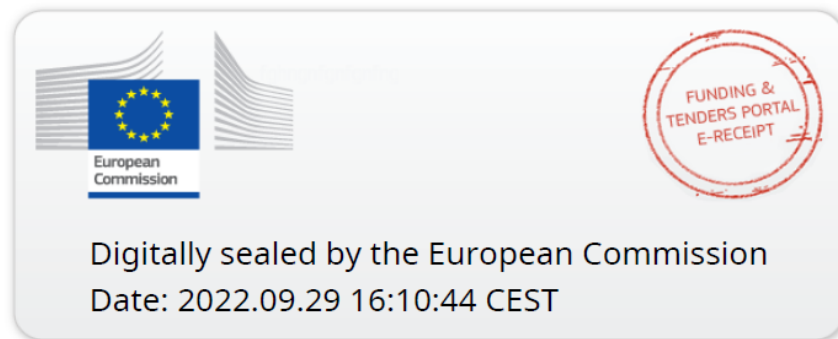 European
Commission
FUNDING &
TENDERS PORTAL
E-RECEIPT
Digitally sealed by the European Commission
Date: 2022.09.29 16:10:44 CEST